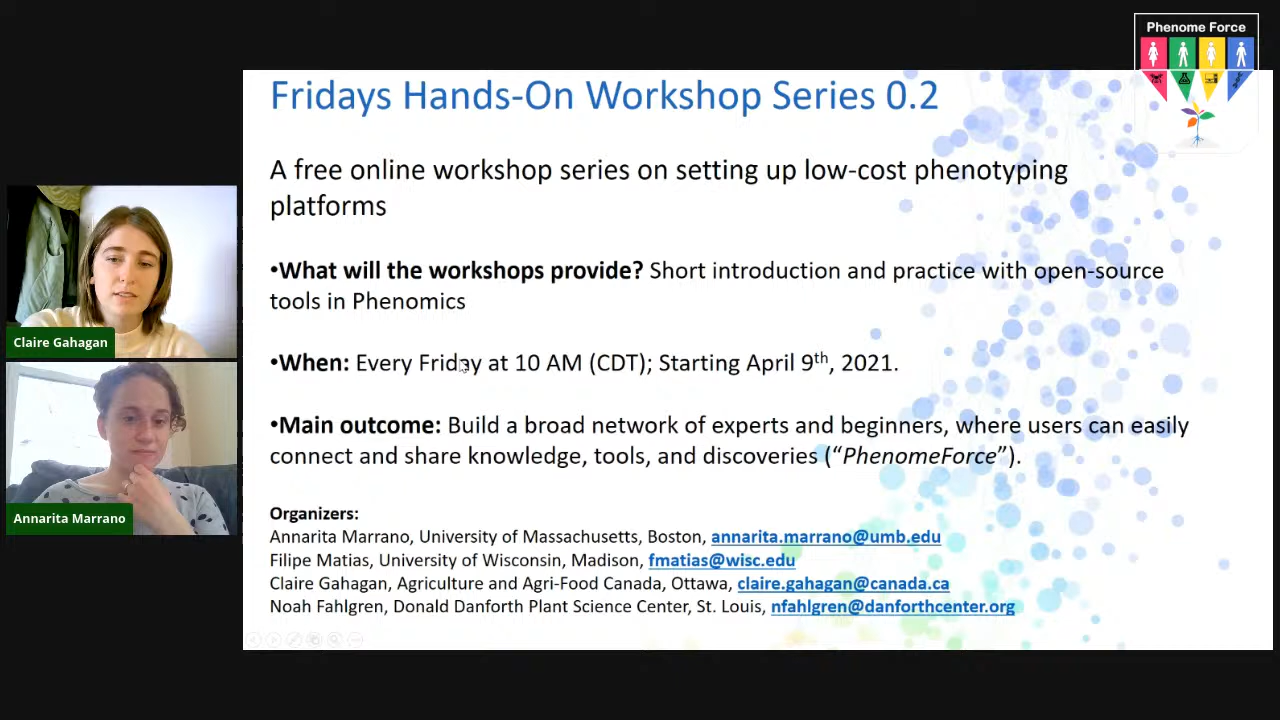 Phenome Force
Fridays Hands-On Workshop Series 0.2
A free online workshop series on setting up low-cost phenotyping
platforms
•What will the workshops provide? Short introduction and practice with open-source
tools in Phenomics
•When: Every Friday at 10 AM (CDT); Starting April 9th, 2021.
•Main outcome: Build a broad network of experts and beginners, where users can easily
connect and share knowledge, tools, and discoveries (“PhenomeForce”).
Organizers:
Annarita Marrano, University of Massachusetts, Boston, annarita.marrano@umb.edu
Filipe Matias, University of Wisconsin, Madison, fmatias@wisc.edu
Claire Gahagan, Agriculture and Agri-Food Canada, Ottawa, claire.gahagan@canada.ca
Noah Fahlgren, Donald Danforth Plant Science Center, St. Louis, nfahlgren@danforthcenter.org
Claire Gahagan
Annarita Marrano